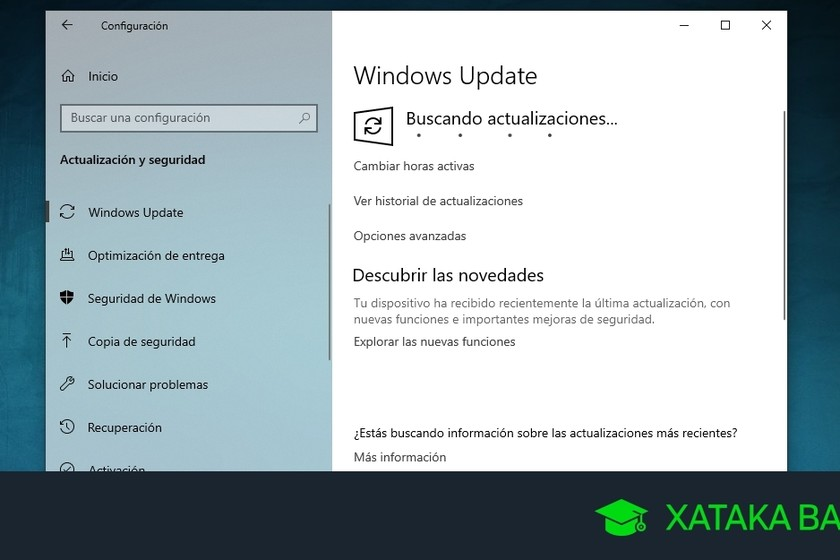 Configuración
Inicio
Buscar una configuración
Actualización y seguridad
Windows Update
Optimización de entrega
Seguridad de Windows
Copia de seguridad
Solucionar problemas
Recuperación
Activación
Windows Update
Buscando actualizaciones...
Cambiar horas activas
Ver historial de actualizaciones
Opciones avanzadas
Descubrir las novedades
Tu dispositivo ha recibido recientemente la última actualización, con
nuevas funciones e importantes mejoras de seguridad.
Explorar las nuevas funciones
¿Estás buscando información sobre las actualizaciones más recientes?
Más información
XATAKA BA